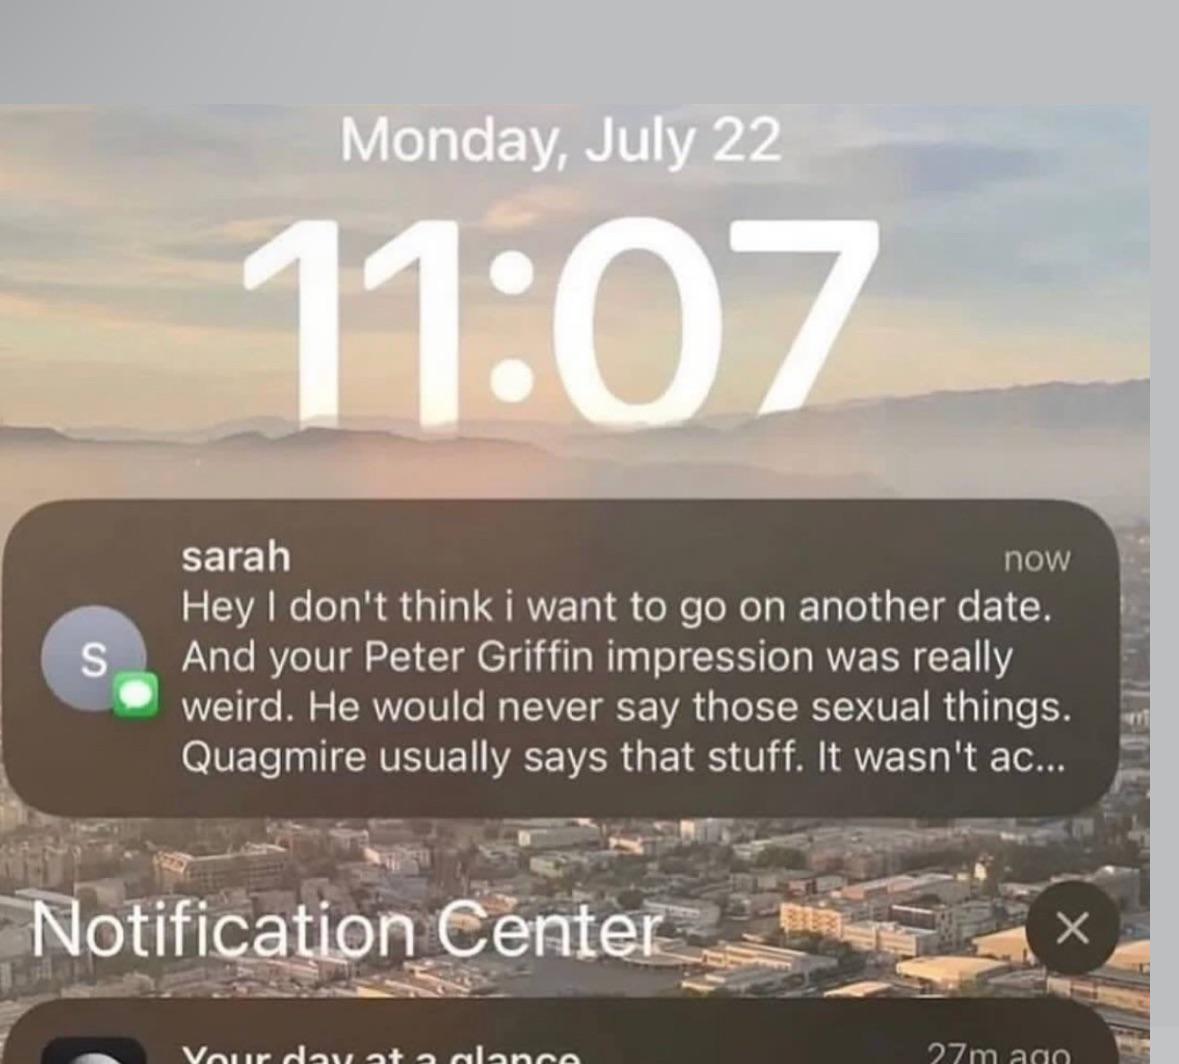 Monday, July 22
11:07
sarah now
Hey I don't think i want to go on another date.
And your Peter Griffin impression was really
weird. He would never say those sexual things.
Quagmire usually says that stuff. It wasn't ac...
S
Notification Center
Your day at a glance 27m ago